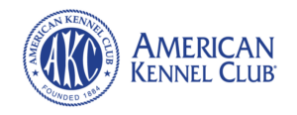 AMERICAN KENNEL CLUB
AKC
FOUNDED 1884
AMERICAN
KENNEL CLUB®